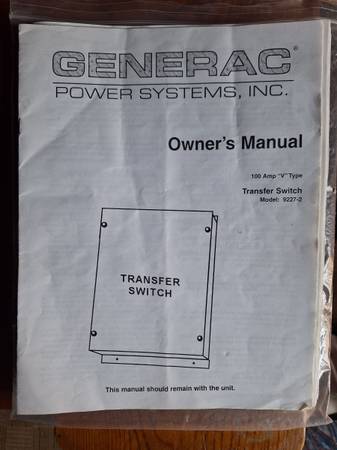 GENERAC®
POWER SYSTEMS, INC.
Owner's Manual
100 Amp "V" Type
Transfer Switch
Model: 9227-2
TRANSFER
SWITCH
This manual should remain with the unit.